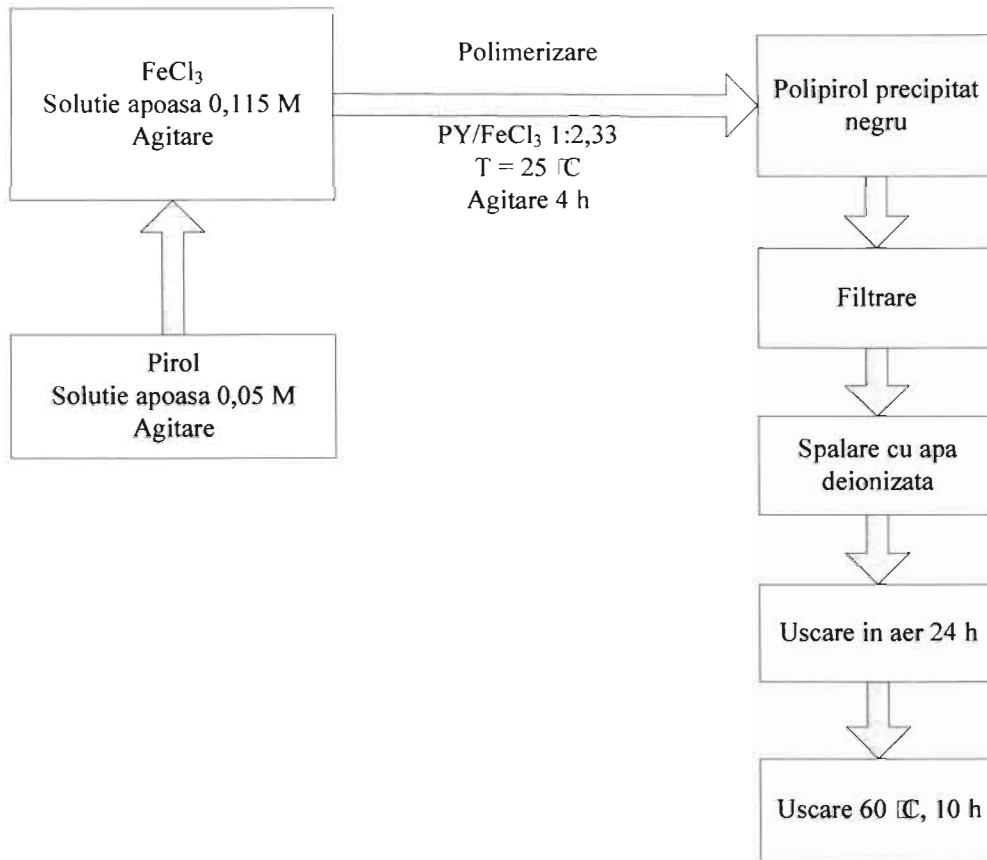 FeCl₃
Solutie apoasa 0,115 M
Agitare
Polimerizare
PY/FeCl₃ 1:2,33
T = 25 °C
Agitare 4 h
Polipirol precipitat
negru
Pirol
Solutie apoasa 0,05 M
Agitare
Filtrare
Spalare cu apa
deionizata
Uscare in aer 24 h
Uscare 60 °C, 10 h